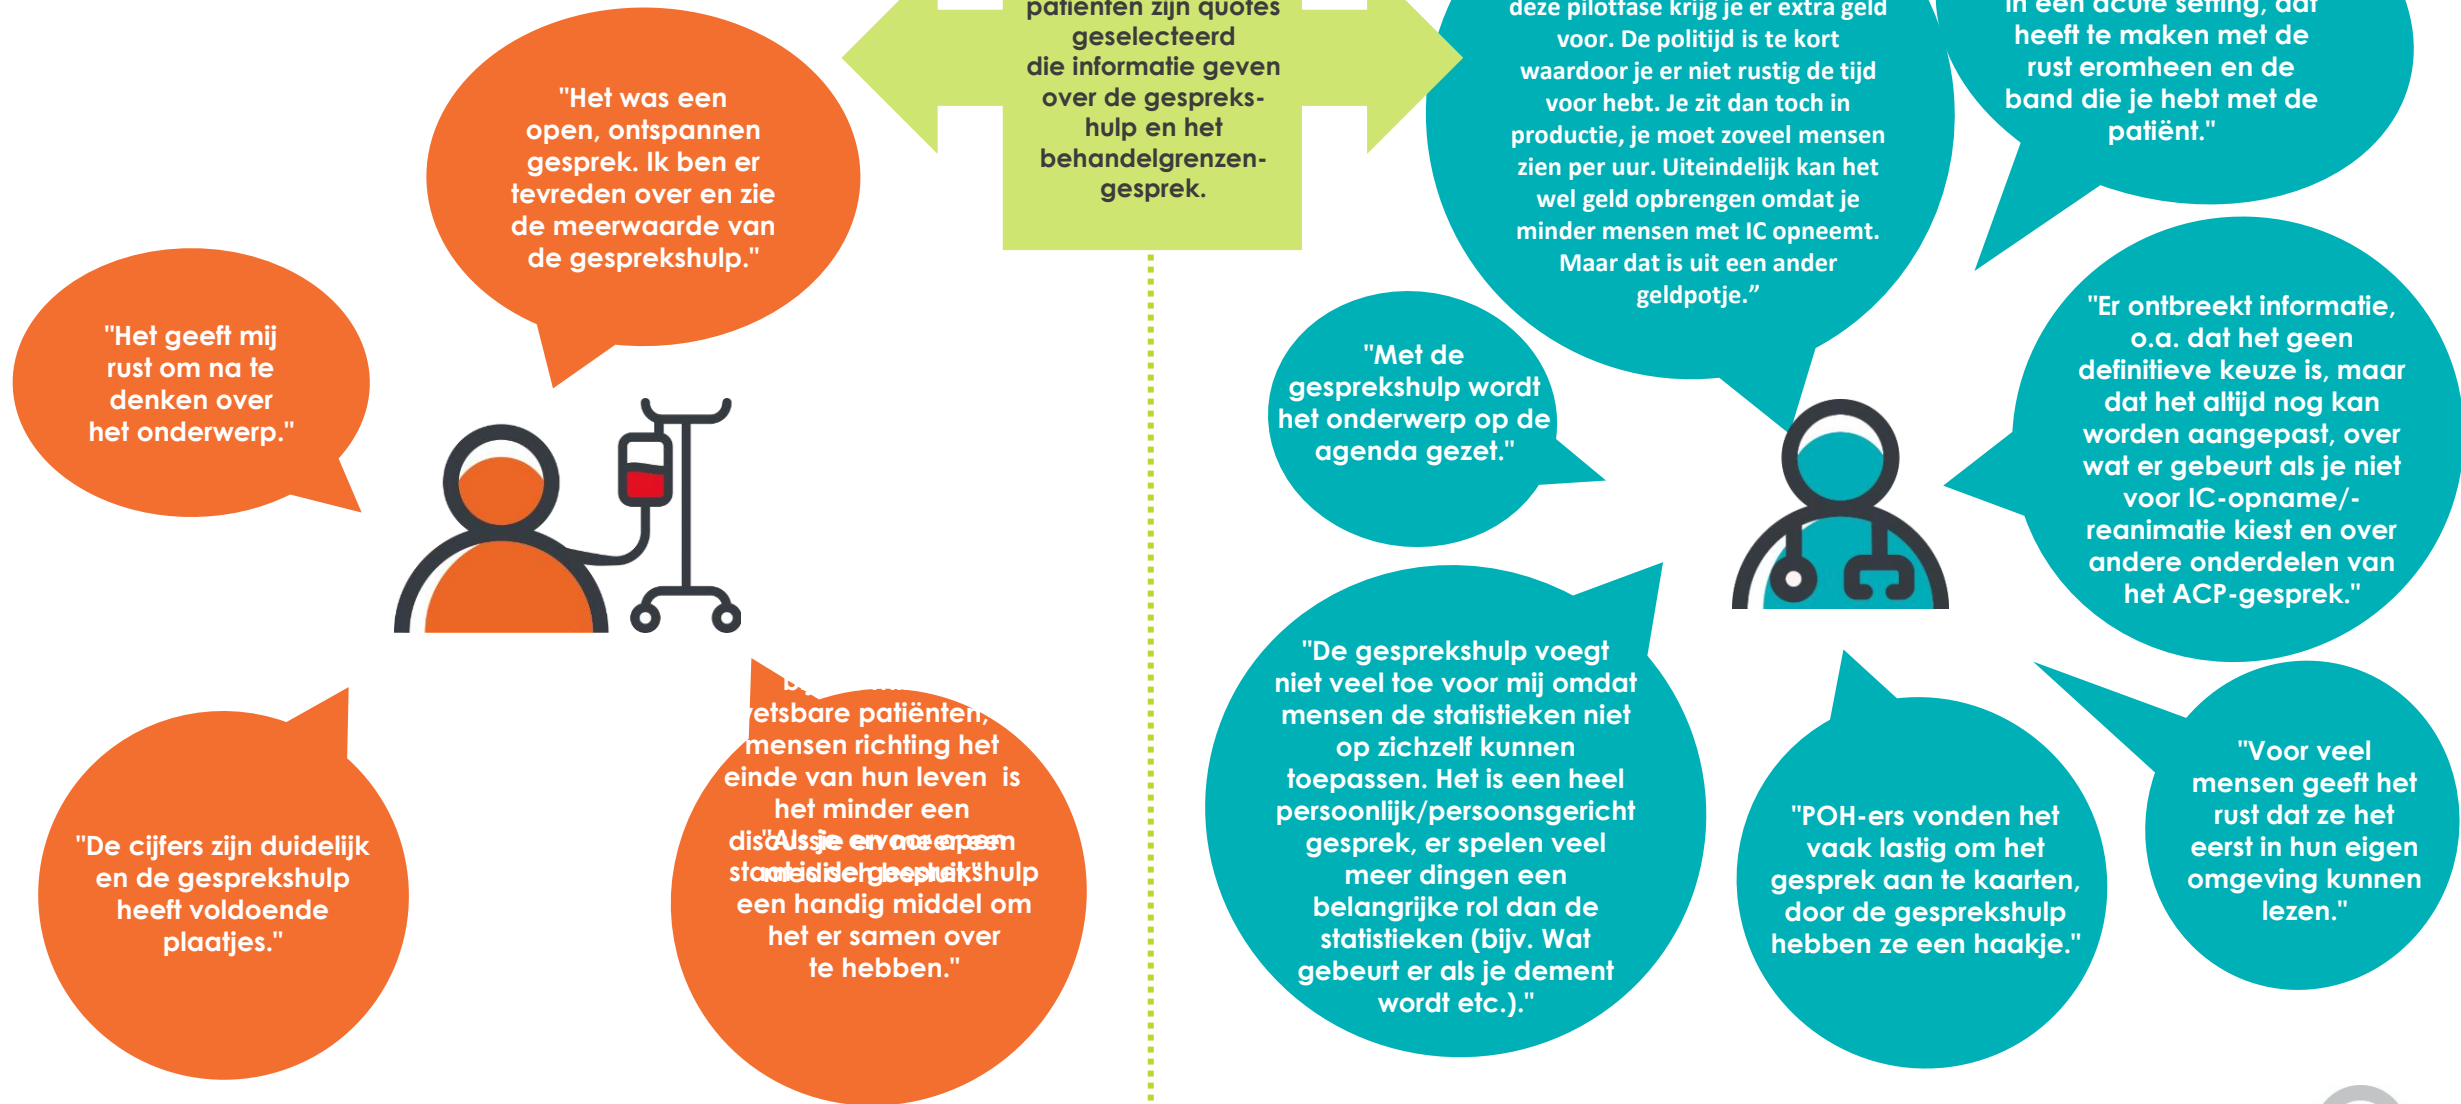 patiënten zijn quotes
geselecteerd
die informatie geven
over de gespreks-
hulp en het
behandelgrenzen-
gesprek.
"Het was een
open, ontspannen
gesprek. Ik ben er
tevreden over en zie
de meerwaarde van
de gesprekshulp."
"Het geeft mij
rust om na te
denken over
het onderwerp."
"De cijfers zijn duidelijk
en de gesprekshulp
heeft voldoende
plaatjes."
patiënten,
mensen richting het
einde van hun leven is
het minder een
discussie en meer een
medisch besluit."
"Als je ervoor open
staat is de gesprekshulp
een handig middel om
het er samen over
te hebben."
deze pilotfase krijg je er extra geld
voor. De politijd is te kort
waardoor je er niet rustig de tijd
voor hebt. Je zit dan toch in
productie, je moet zoveel mensen
zien per uur. Uiteindelijk kan het
wel geld opbrengen omdat je
minder mensen met IC opneemt.
Maar dat is uit een ander
geldpotje.”
in een acute setting, dat
heeft te maken met de
rust eromheen en de
band die je hebt met de
patiënt."
"Met de
gesprekshulp wordt
het onderwerp op de
agenda gezet."
"Er ontbreekt informatie,
o.a. dat het geen
definitieve keuze is, maar
dat het altijd nog kan
worden aangepast, over
wat er gebeurt als je niet
voor IC-opname/-
reanimatie kiest en over
andere onderdelen van
het ACP-gesprek."
"De gesprekshulp voegt
niet veel toe voor mij omdat
mensen de statistieken niet
op zichzelf kunnen
toepassen. Het is een heel
persoonlijk/persoonsgericht
gesprek, er spelen veel
meer dingen een
belangrijke rol dan de
statistieken (bijv. Wat
gebeurt er als je dement
wordt etc.)."
"POH-ers vonden het
vaak lastig om het
gesprek aan te kaarten,
door de gesprekshulp
hebben ze een haakje."
"Voor veel
mensen geeft het
rust dat ze het
eerst in hun eigen
omgeving kunnen
lezen."